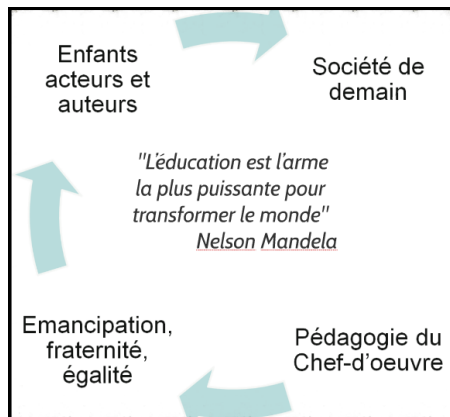 Enfants
acteurs et
auteurs
Société de
demain
"L'éducation est l'arme
la plus puissante pour
transformer le monde"
Nelson Mandela
Emancipation,
fraternité,
égalité
Pédagogie du
Chef-d'oeuvre